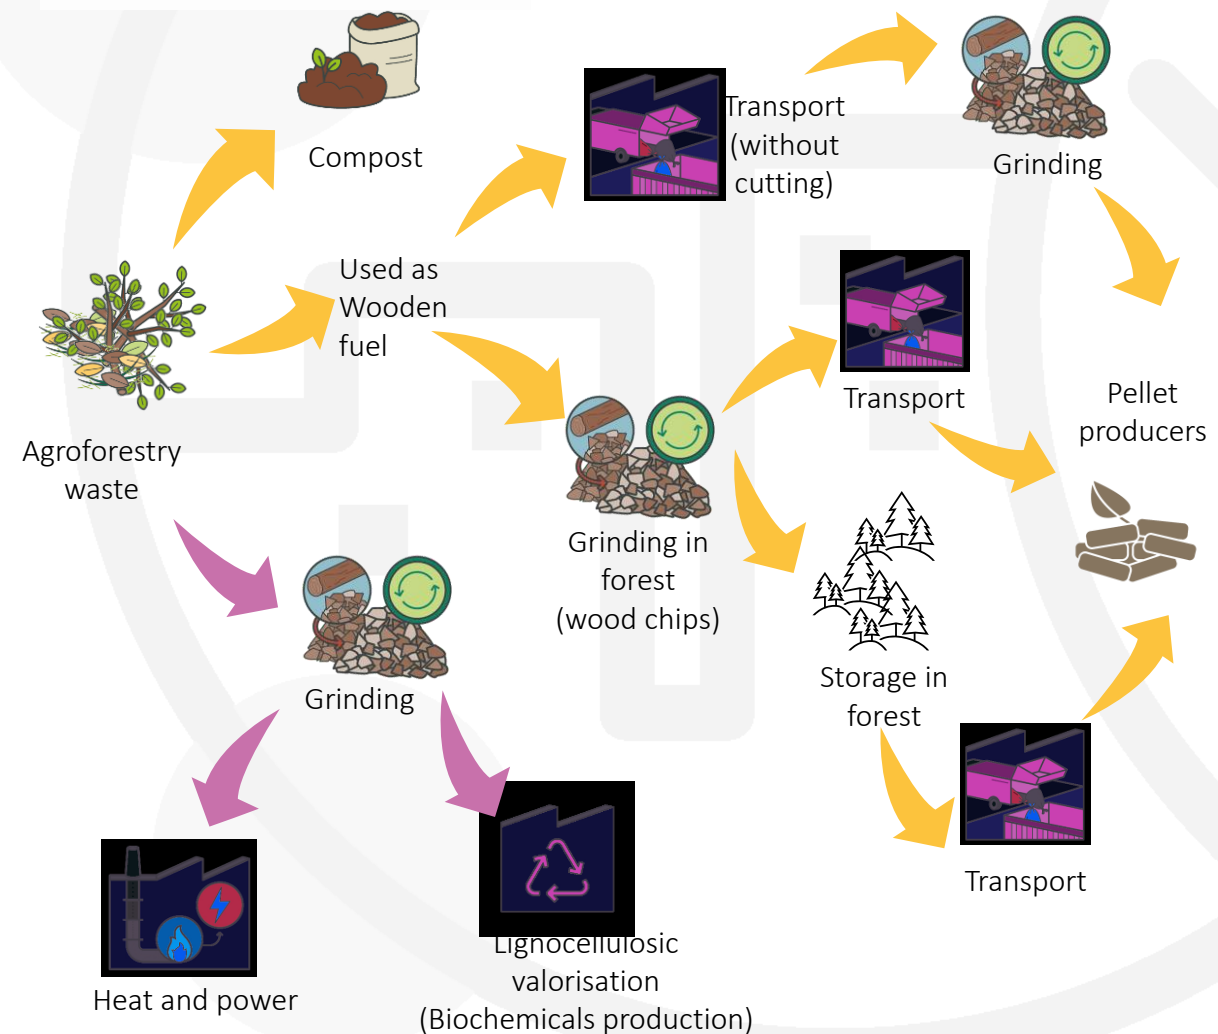 Compost
Transport
(without
cutting)
Grinding
Used as
Wooden
fuel
Transport
Pellet
producers
Agroforestry
waste
Grinding in
forest
(wood chips)
Grinding
Storage in
forest
Transport
Heat and power
Lignocellulosic
valorisation
(Biochemicals production)